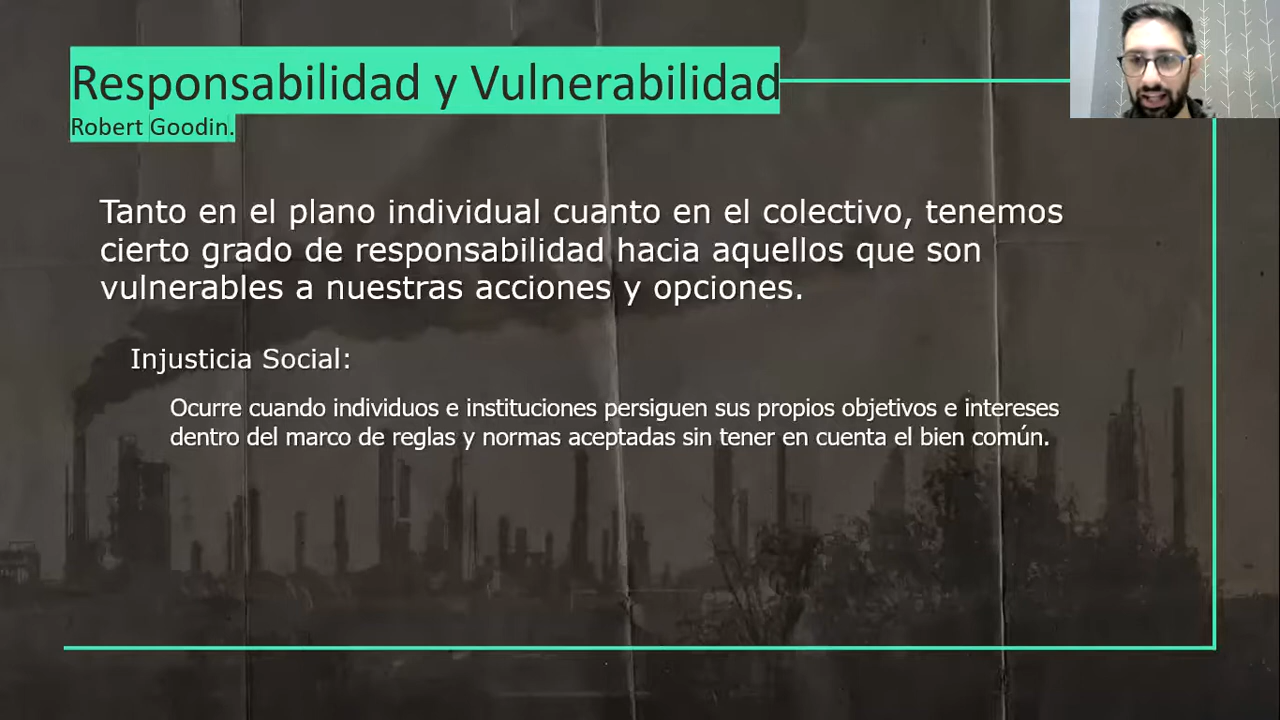 Responsabilidad y Vulnerabilidad
Robert Goodin.
Tanto en el plano individual cuanto en el colectivo, tenemos
cierto grado de responsabilidad hacia aquellos que son
vulnerables a nuestras acciones y opciones.
Injusticia Social:
Ocurre cuando individuos e instituciones persiguen sus propios objetivos e intereses
dentro del marco de reglas y normas aceptadas sin tener en cuenta el bien común.